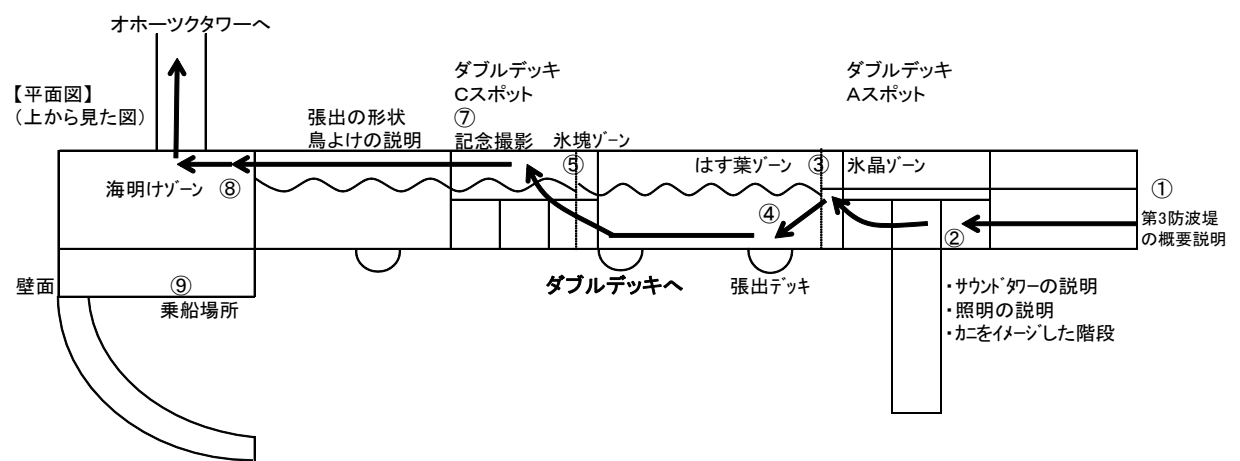 オホーツクタワーへ
【平面図】
（上から見た図）
張出の形状
鳥よけの説明
ダブルデッキ
Cスポット
⑦
記念撮影
氷塊ゾーン
⑤
ダブルデッキ
Aスポット
はす葉ゾーン
③
氷晶ゾーン
①
第3防波堤
の概要説明
海明けゾーン
⑧
④
②
壁面
⑨
乗船場所
ダブルデッキへ
張出デッキ
・サウンドタワーの説明
・照明の説明
・カニをイメージした階段